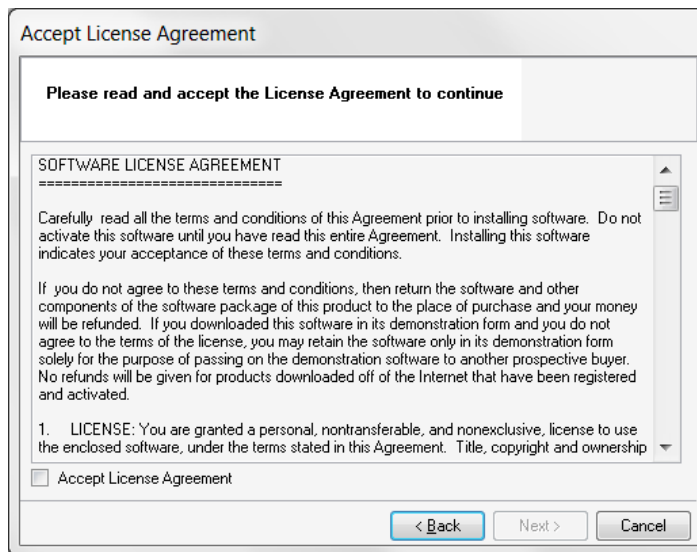 Accept License Agreement
Please read and accept the License Agreement to continue
SOFTWARE LICENSE AGREEMENT
==============================
Carefully  read all the terms and conditions of this Agreement prior to installing software.  Do not
activate this software until you have read this entire Agreement.  Installing this software
indicates your acceptance of these terms and conditions.
If  you do not agree to these terms and conditions, then return the software and other
components of the software package of this product to the place of purchase and your money
will be refunded.  If you downloaded this software in its demonstration form and you do not
agree to the terms of the license, you may retain the software only in its demonstration form
solely for the purpose of passing on the demonstration software to another prospective buyer.
No refunds will be given for products downloaded off of the Internet that have been registered
and activated.
1.    LICENSE: You are granted a personal, nontransferable, and nonexclusive, license to use
the enclosed software, under the terms stated in this Agreement.  Title, copyright and ownership
Accept License Agreement
< Back
Next >
Cancel